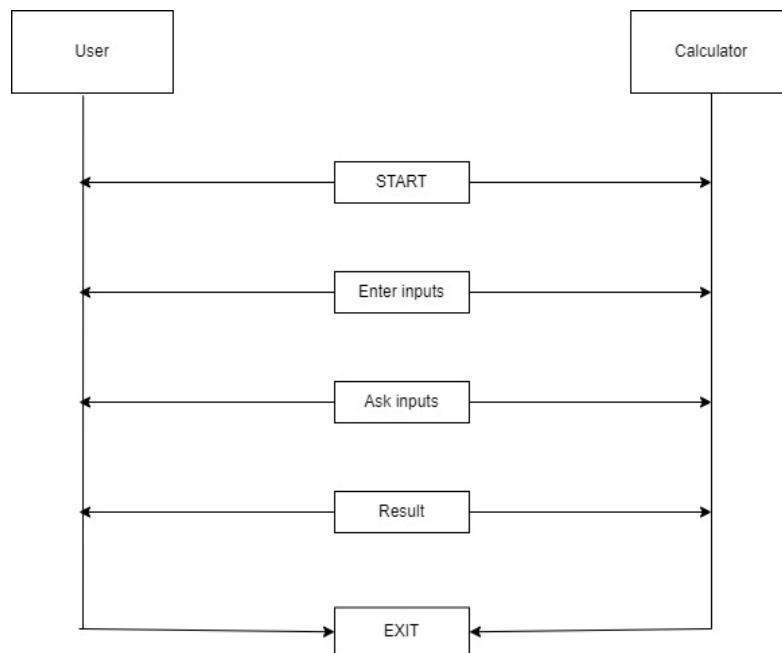 User
Calculator
START
Enter inputs
Ask inputs
Result
EXIT